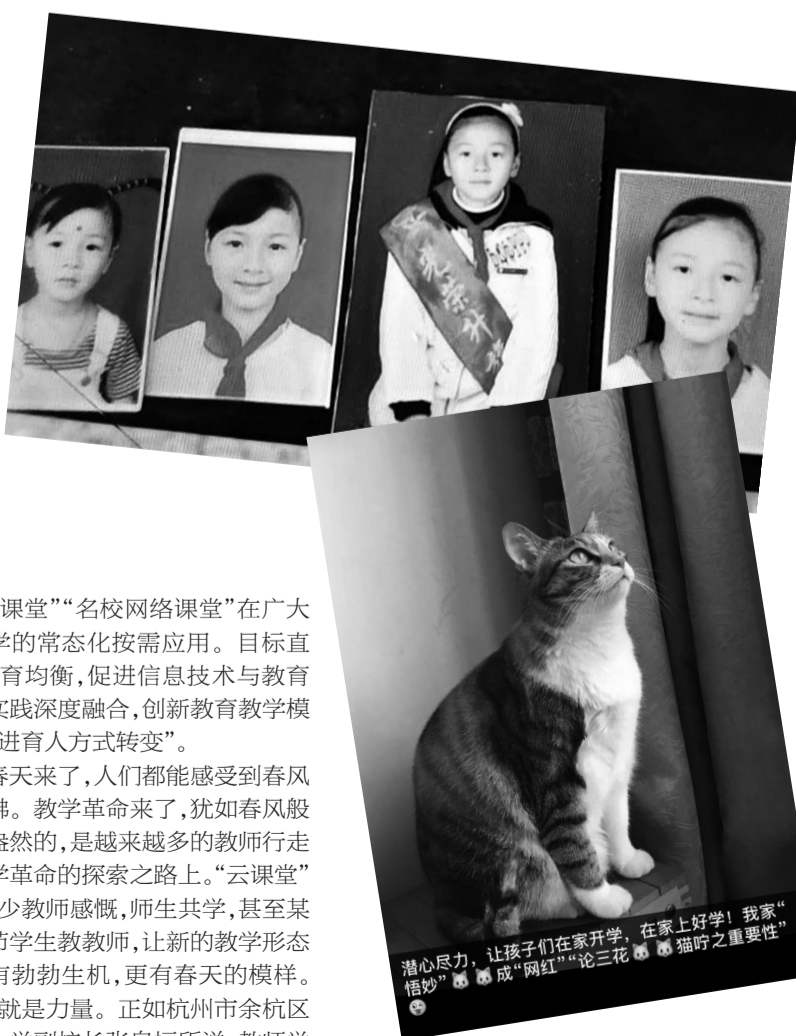 课堂”“名校网络课堂”在广大
学的常态化按需应用。目标直
育均衡,促进信息技术与教育
实践深度融合,创新教育教学模
进育人方式转变”。
春天来了,人们都能感受到春风
拂。教学革命来了,犹如春风般
盎然的,是越来越多的教师行走
学革命的探索之路上。“云课堂”
少教师感慨,师生共学,甚至某
节学生教教师,让新的教学形态
有勃勃生机,更有春天的模样。
就是力量。正如杭州市余杭区
潜心尽力，让孩子们在家开学，在家上好学！我家“
悟妙”🐱🐱成“网红”“论三花🐱🐱猫咛之重要性”